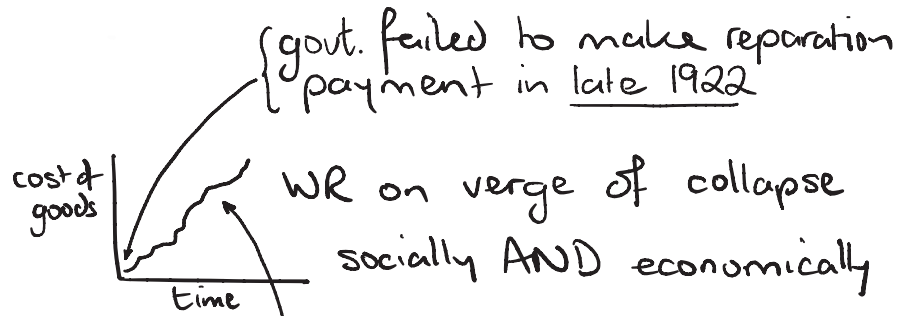 govt. failed to make reparation
payment in late 1922
cost of
goods
WR on verge of collapse
socially AND economically
time